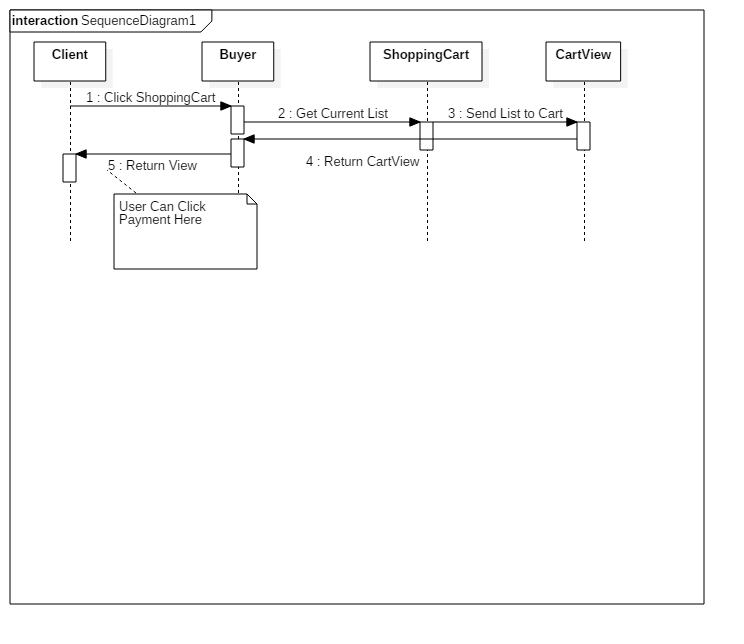 interaction SequenceDiagram1
Client
Buyer
ShoppingCart
CartView
1 : Click ShoppingCart
2 : Get Current List
3 : Send List to Cart
4 : Return CartView
5 : Return View
User Can Click
Payment Here